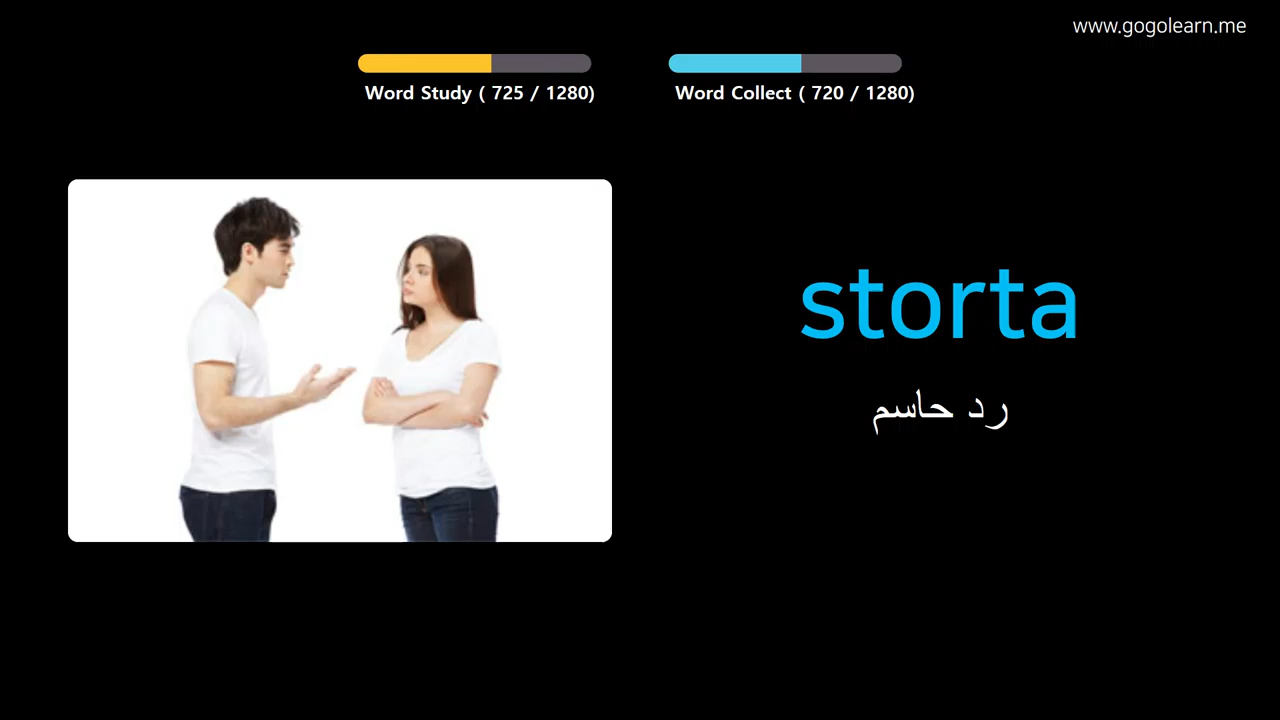 www.gogolearn.me
Word Study ( 725 / 1280)
Word Collect ( 720 / 1280)
storta
رد حاسم